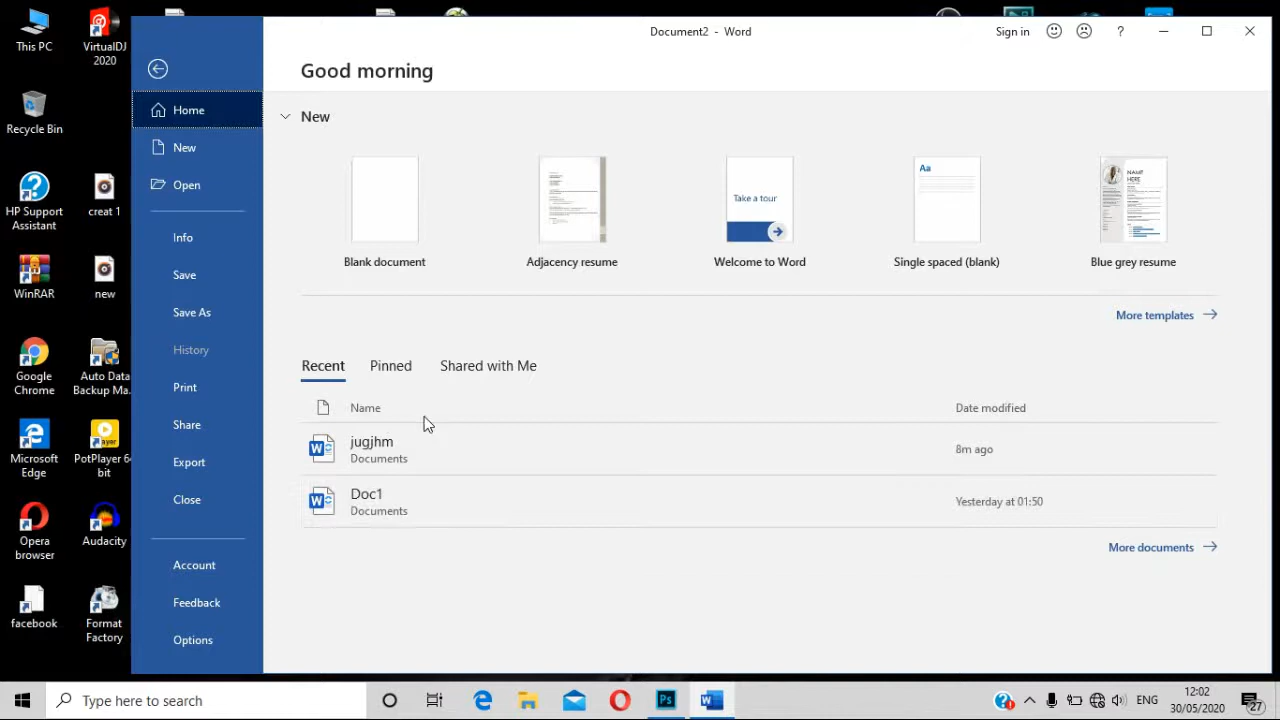 Document2 - Word
Sign in
?
Good morning
Home
New
Open
Info
Save
Save As
History
Print
Share
Export
Close
Account
Feedback
Options
New
Take a tour
Aa
NAME
HERE
Blank document
Adjacency resume
Welcome to Word
Single spaced (blank)
Blue grey resume
More templates
Recent
Pinned
Shared with Me
Name
Date modified
jugjhm
Documents
8m ago
Doc1
Documents
Yesterday at 01:50
More documents
This PC
VirtualDJ
2020
Recycle Bin
HP Support
Assistant
creat 1
WinRAR
new
Google
Chrome
Auto Data
Backup Ma...
Microsoft
Edge
PotPlayer 64
bit
Opera
browser
Audacity
facebook
Format
Factory
Type here to search
Ps
W
ENG
12:02
30/05/2020
27